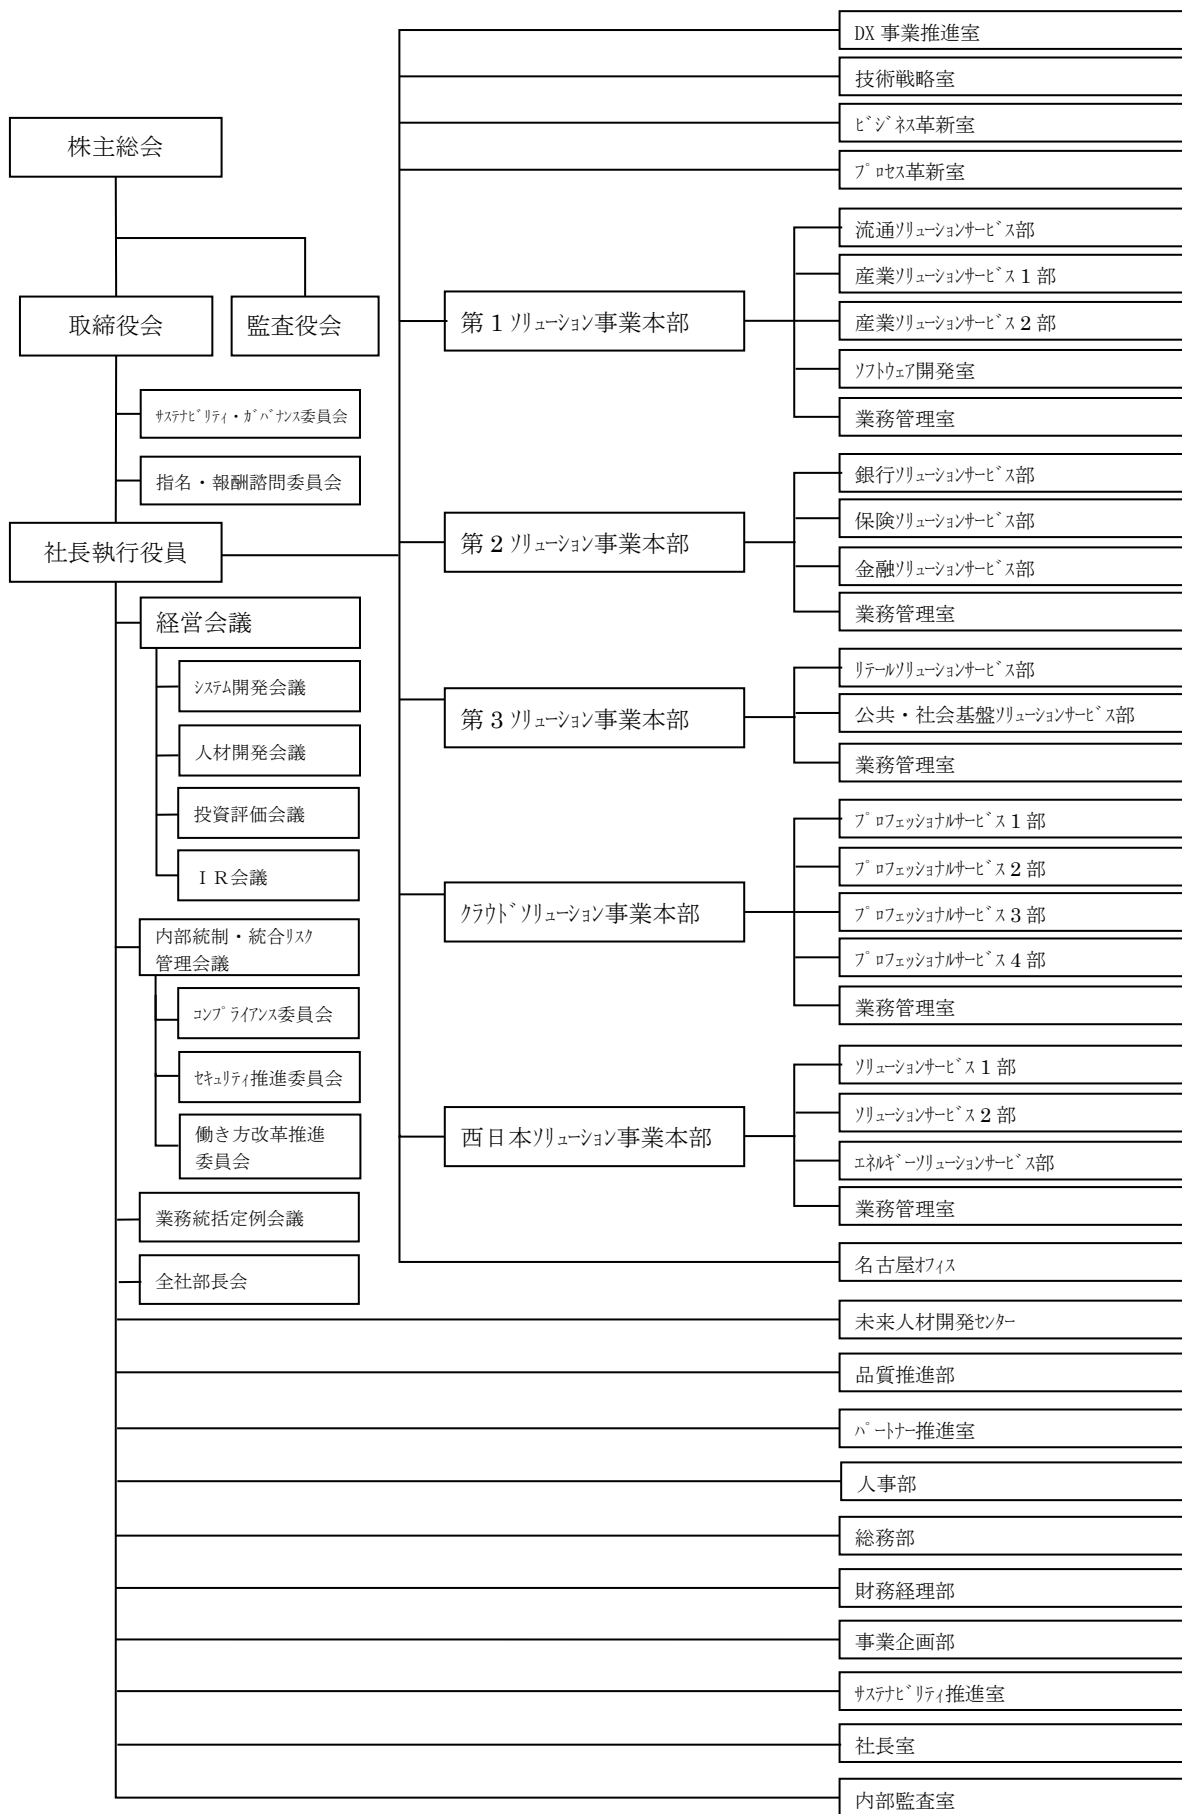 株主総会
取締役会
監査役会
ｻｽﾃﾅﾋﾞﾘﾃｨ・ｶﾞﾊﾞﾅﾝｽ委員会
指名・報酬諮問委員会
社長執行役員
経営会議
ｼｽﾃﾑ開発会議
人材開発会議
投資評価会議
ＩＲ会議
内部統制・統合ﾘｽｸ
管理会議
ｺﾝﾌﾟﾗｲｱﾝｽ委員会
ｾｷｭﾘﾃｨ推進委員会
働き方改革推進
委員会
業務統括定例会議
全社部長会
DX 事業推進室
技術戦略室
ﾋﾞｼﾞﾈｽ革新室
ﾌﾟﾛｾｽ革新室
第１ｿﾘｭｰｼｮﾝ事業本部
流通ｿﾘｭｰｼｮﾝｻｰﾋﾞｽ部
産業ｿﾘｭｰｼｮﾝｻｰﾋﾞｽ 1 部
産業ｿﾘｭｰｼｮﾝｻｰﾋﾞｽ 2 部
ｿﾌﾄｳｪｱ開発室
業務管理室
第２ｿﾘｭｰｼｮﾝ事業本部
銀行ｿﾘｭｰｼｮﾝｻｰﾋﾞｽ部
保険ｿﾘｭｰｼｮﾝｻｰﾋﾞｽ部
金融ｿﾘｭｰｼｮﾝｻｰﾋﾞｽ部
業務管理室
第３ｿﾘｭｰｼｮﾝ事業本部
ﾘﾃｰﾙｿﾘｭｰｼｮﾝｻｰﾋﾞｽ部
公共・社会基盤ｿﾘｭｰｼｮﾝｻｰﾋﾞｽ部
業務管理室
ｸﾗｳﾄﾞｿﾘｭｰｼｮﾝ事業本部
ﾌﾟﾛﾌｪｯｼｮﾅﾙｻｰﾋﾞｽ 1 部
ﾌﾟﾛﾌｪｯｼｮﾅﾙｻｰﾋﾞｽ 2 部
ﾌﾟﾛﾌｪｯｼｮﾅﾙｻｰﾋﾞｽ 3 部
ﾌﾟﾛﾌｪｯｼｮﾅﾙｻｰﾋﾞｽ 4 部
業務管理室
西日本ｿﾘｭｰｼｮﾝ事業本部
ｿﾘｭｰｼｮﾝｻｰﾋﾞｽ 1 部
ｿﾘｭｰｼｮﾝｻｰﾋﾞｽ 2 部
ｴﾈﾙｷﾞｰｿﾘｭｰｼｮﾝｻｰﾋﾞｽ部
業務管理室
名古屋ｵﾌｨｽ
未来人材開発ｾﾝﾀｰ
品質推進部
ﾊﾟｰﾄﾅｰ推進室
人事部
総務部
財務経理部
事業企画部
ｻｽﾃﾅﾋﾞﾘﾃｨ推進室
社長室
内部監査室